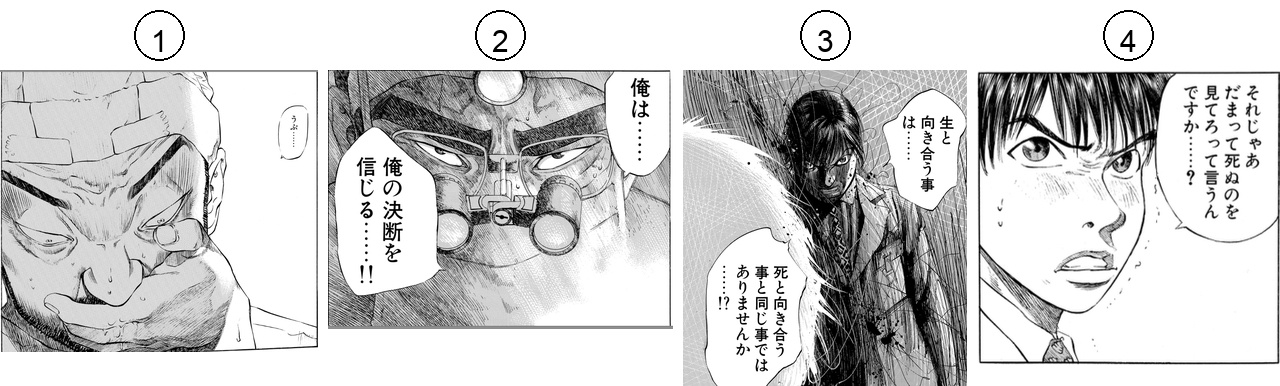 1
2
3
4
うぷ……
俺は……
俺の決断を
信じる……!!
生と
向き合う事
は……
死と向き合う
事と同じ事では
ありませんか
……!?
それじゃあ
だまって死ぬのを
見てろって言うん
ですか……?